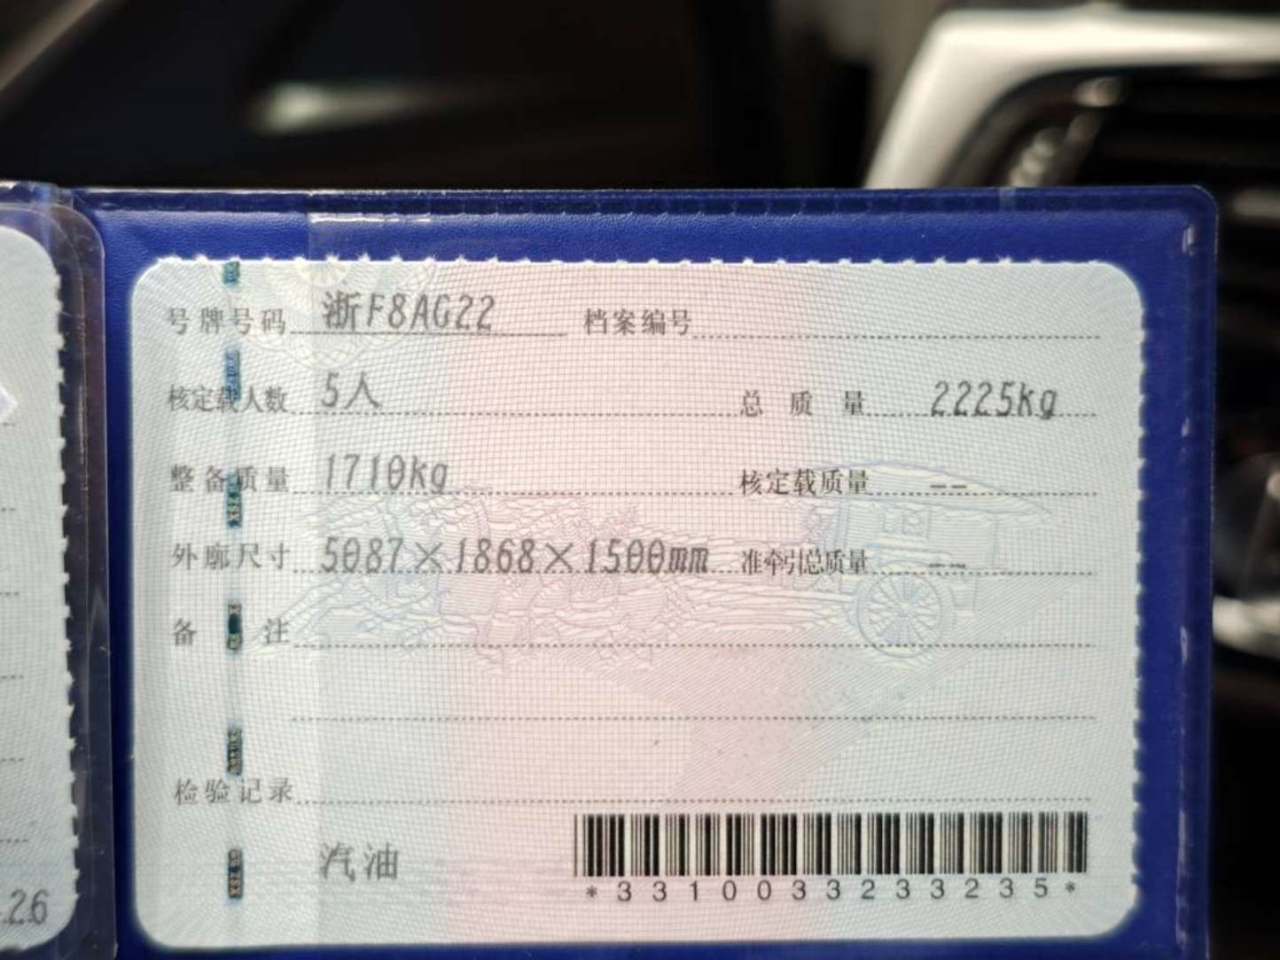 号牌号码 浙F8AG22 档案编号
核定载人数 5人 总质量 2225kg
整备质量 1710kg 核定载质量 --
外廓尺寸 5087×1868×1500mm 准牵引总质量 --
备注
检验记录
汽油
*3310033233235*
.26